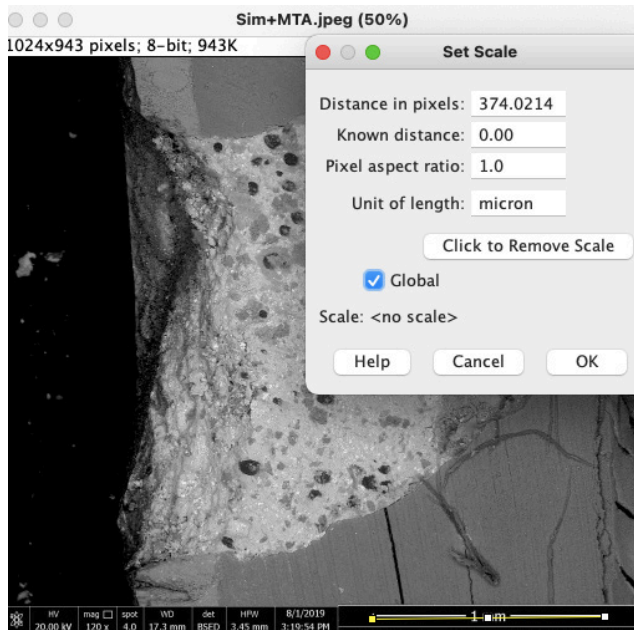 Sim+MTA.jpeg (50%)
1024x943 pixels; 8-bit; 943K
Set Scale
Distance in pixels: 374.0214
Known distance: 0.00
Pixel aspect ratio: 1.0
Unit of length: micron
Click to Remove Scale
Global
Scale: <no scale>
Help Cancel OK
HV mag spot WD det HFW 8/1/2019
20.00 kV 120 x 4.0 17.3 mm BSED 3.45 mm 3:19:54 PM